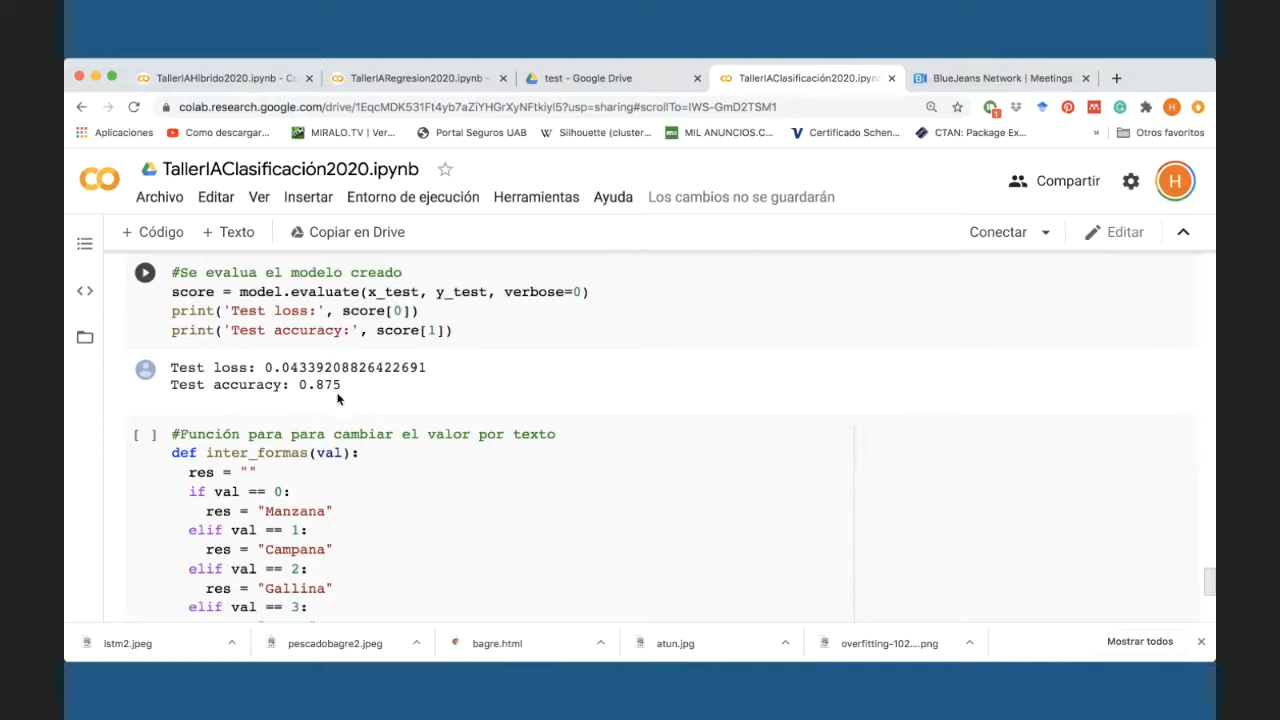 TallerIAHibrido2020.ipynb - Co
TallerIARegresion2020.ipynb -
test - Google Drive
TallerIAClasificación2020.ipynb
BlueJeans Network | Meetings
colab.research.google.com/drive/1EqcMDK531Ft4yb7aZiYHGrXyNFtkiyl5?usp=sharing#scrollTo=IWS-GmD2TSM1
Aplicaciones
Como descargar...
MIRALO.TV | Ver...
Portal Seguros UAB
Silhouette (cluster...
MIL ANUNCIOS.C...
Certificado Schen...
CTAN: Package Ex...
»
Otros favoritos
TallerIAClasificación2020.ipynb
Compartir
H
Archivo Editar Ver Insertar Entorno de ejecución Herramientas Ayuda Los cambios no se guardarán
+ Código + Texto Copiar en Drive Conectar Editar
#Se evalua el modelo creado
score = model.evaluate(x_test, y_test, verbose=0)
print('Test loss:', score[0])
print('Test accuracy:', score[1])
Test loss: 0.04339208826422691
Test accuracy: 0.875
[ ] #Función para para cambiar el valor por texto
def inter_formas(val):
res = ""
if val == 0:
res = "Manzana"
elif val == 1:
res = "Campana"
elif val == 2:
res = "Gallina"
elif val == 3:
lstm2.jpeg
pescadobagre2.jpeg
bagre.html
atun.jpg
overfitting-102....png
Mostrar todos